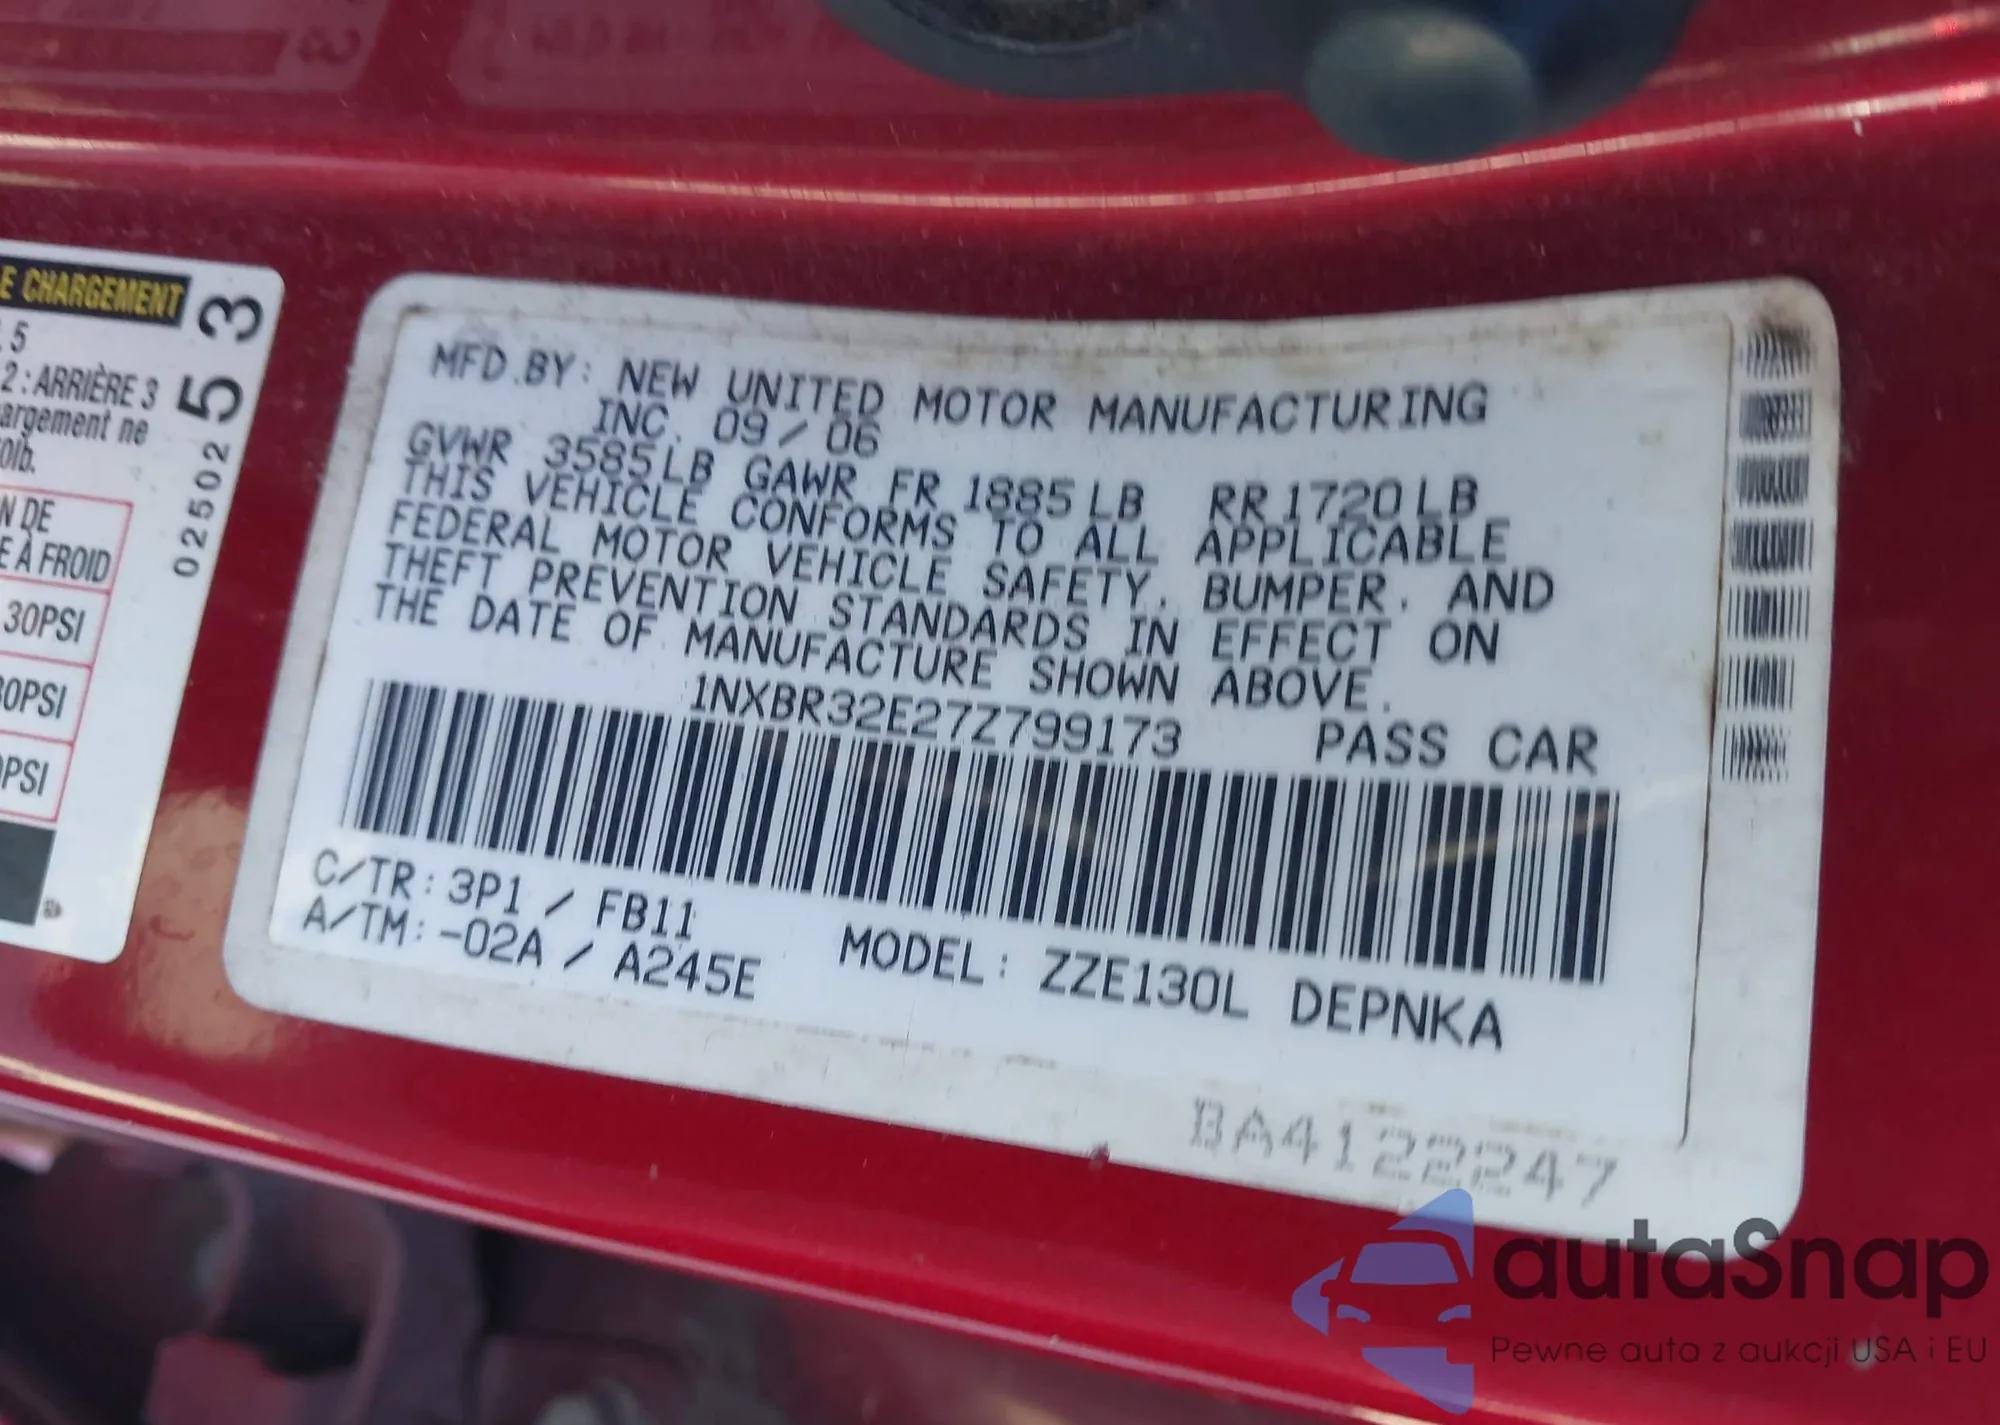 E CHARGEMENT
5
2 : ARRIÈRE 3
argement ne
oib.
N DE
E À FROID
30PSI
30PSI
0PSI
02502 5 3
MFD.BY: NEW UNITED MOTOR MANUFACTURING
INC. 09/06
GVWR 3585LB GAWR FR 1885LB RR1720LB
THIS VEHICLE CONFORMS TO ALL APPLICABLE
FEDERAL MOTOR VEHICLE SAFETY, BUMPER, AND
THEFT PREVENTION STANDARDS IN EFFECT ON
THE DATE OF MANUFACTURE SHOWN ABOVE.
1NXBR32E27Z799173 PASS CAR
C/TR: 3P1 / FB11
A/TM: -02A / A245E
MODEL: ZZE130L DEPNKA
BA4122247
autaSnap
Pewne auta z aukcji USA i EU